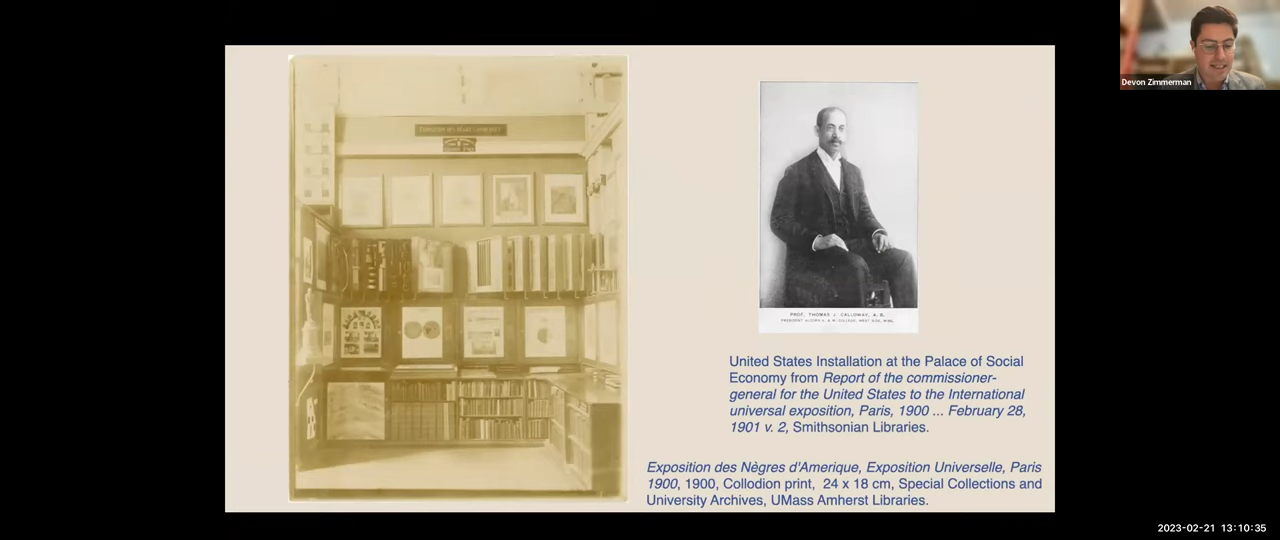 Devon Zimmerman
PROF. THOMAS J. CALLOWAY, A. B.
United States Installation at the Palace of Social
Economy from Report of the commissioner-
general for the United States to the International
universal exposition, Paris, 1900 ... February 28,
1901 v. 2, Smithsonian Libraries.
Exposition des Nègres d'Amerique, Exposition Universelle, Paris
1900, 1900, Collodion print, 24 x 18 cm, Special Collections and
University Archives, UMass Amherst Libraries.
2023-02-21 13:10:35